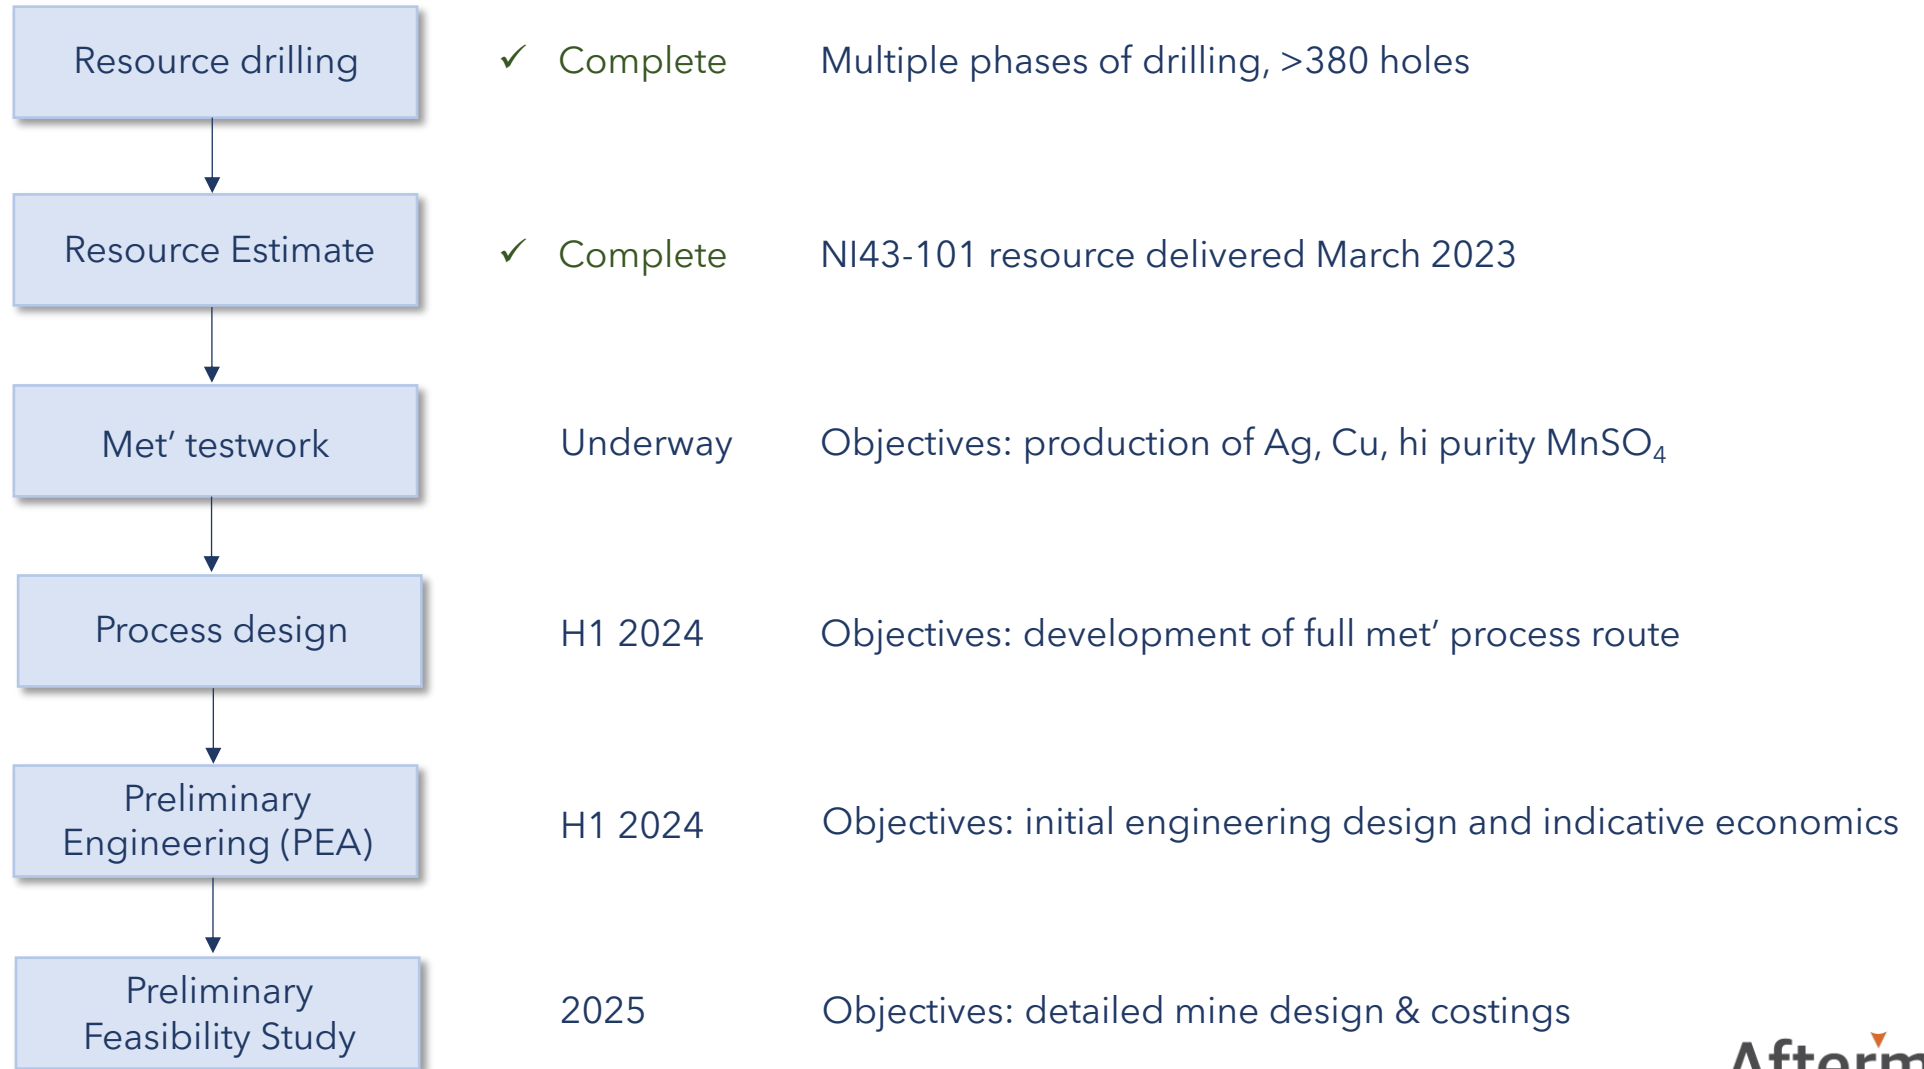 Resource drilling
✓ Complete
Multiple phases of drilling, >380 holes
Resource Estimate
✓ Complete
NI43-101 resource delivered March 2023
Met’ testwork
Underway
Objectives: production of Ag, Cu, hi purity MnSO₄
Process design
H1 2024
Objectives: development of full met’ process route
Preliminary
Engineering (PEA)
H1 2024
Objectives: initial engineering design and indicative economics
Preliminary
Feasibility Study
2025
Objectives: detailed mine design & costings